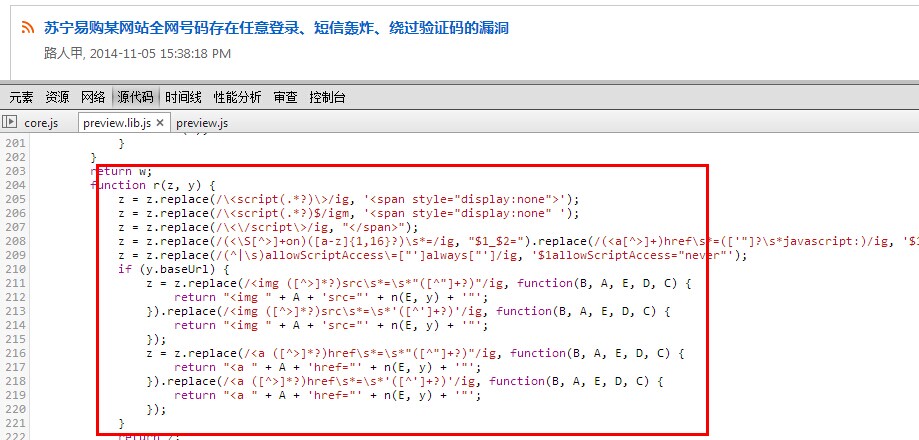 苏宁易购某网站全网号码存在任意登录、短信轰炸、绕过验证码的漏洞
路人甲, 2014-11-05 15:38:18 PM
元素 资源 网络 源代码 时间线 性能分析 审查 控制台
core.js preview.lib.js × preview.js
201 }
202 }
203 return w;
204 function r(z, y) {
205 z = z.replace(/\<script(.*?)\>/ig, '<span style="display:none">');
206 z = z.replace(/\<script(.*?)$/igm, '<span style="display:none" ');
207 z = z.replace(/\<\/script\>/ig, "</span>");
208 z = z.replace(/(<\S[^>]+on)([a-z]{1,16}?)\s*=/ig, "$1_$2=").replace(/(<a[^>]+)href\s*=(['"]?\s*javascript:)/ig, '$1
209 z = z.replace(/(^|\s)allowScriptAccess\=["']always["']/ig, '$1allowScriptAccess="never"');
210 if (y.baseUrl) {
211 z = z.replace(/<img ([^>]*?)src\s*=\s*"([^"]+?)"/ig, function(B, A, E, D, C) {
212 return "<img " + A + 'src="' + n(E, y) + '"';
213 }).replace(/<img ([^>]*?)src\s*=\s*'([^']+?)'/ig, function(B, A, E, D, C) {
214 return "<img " + A + 'src="' + n(E, y) + '"';
215 });
216 z = z.replace(/<a ([^>]*?)href\s*=\s*"([^"]+?)"/ig, function(B, A, E, D, C) {
217 return "<a " + A + 'href="' + n(E, y) + '"';
218 }).replace(/<a ([^>]*?)href\s*=\s*'([^']+?)'/ig, function(B, A, E, D, C) {
219 return "<a " + A + 'href="' + n(E, y) + '"';
220 });
221 }
222 return z;